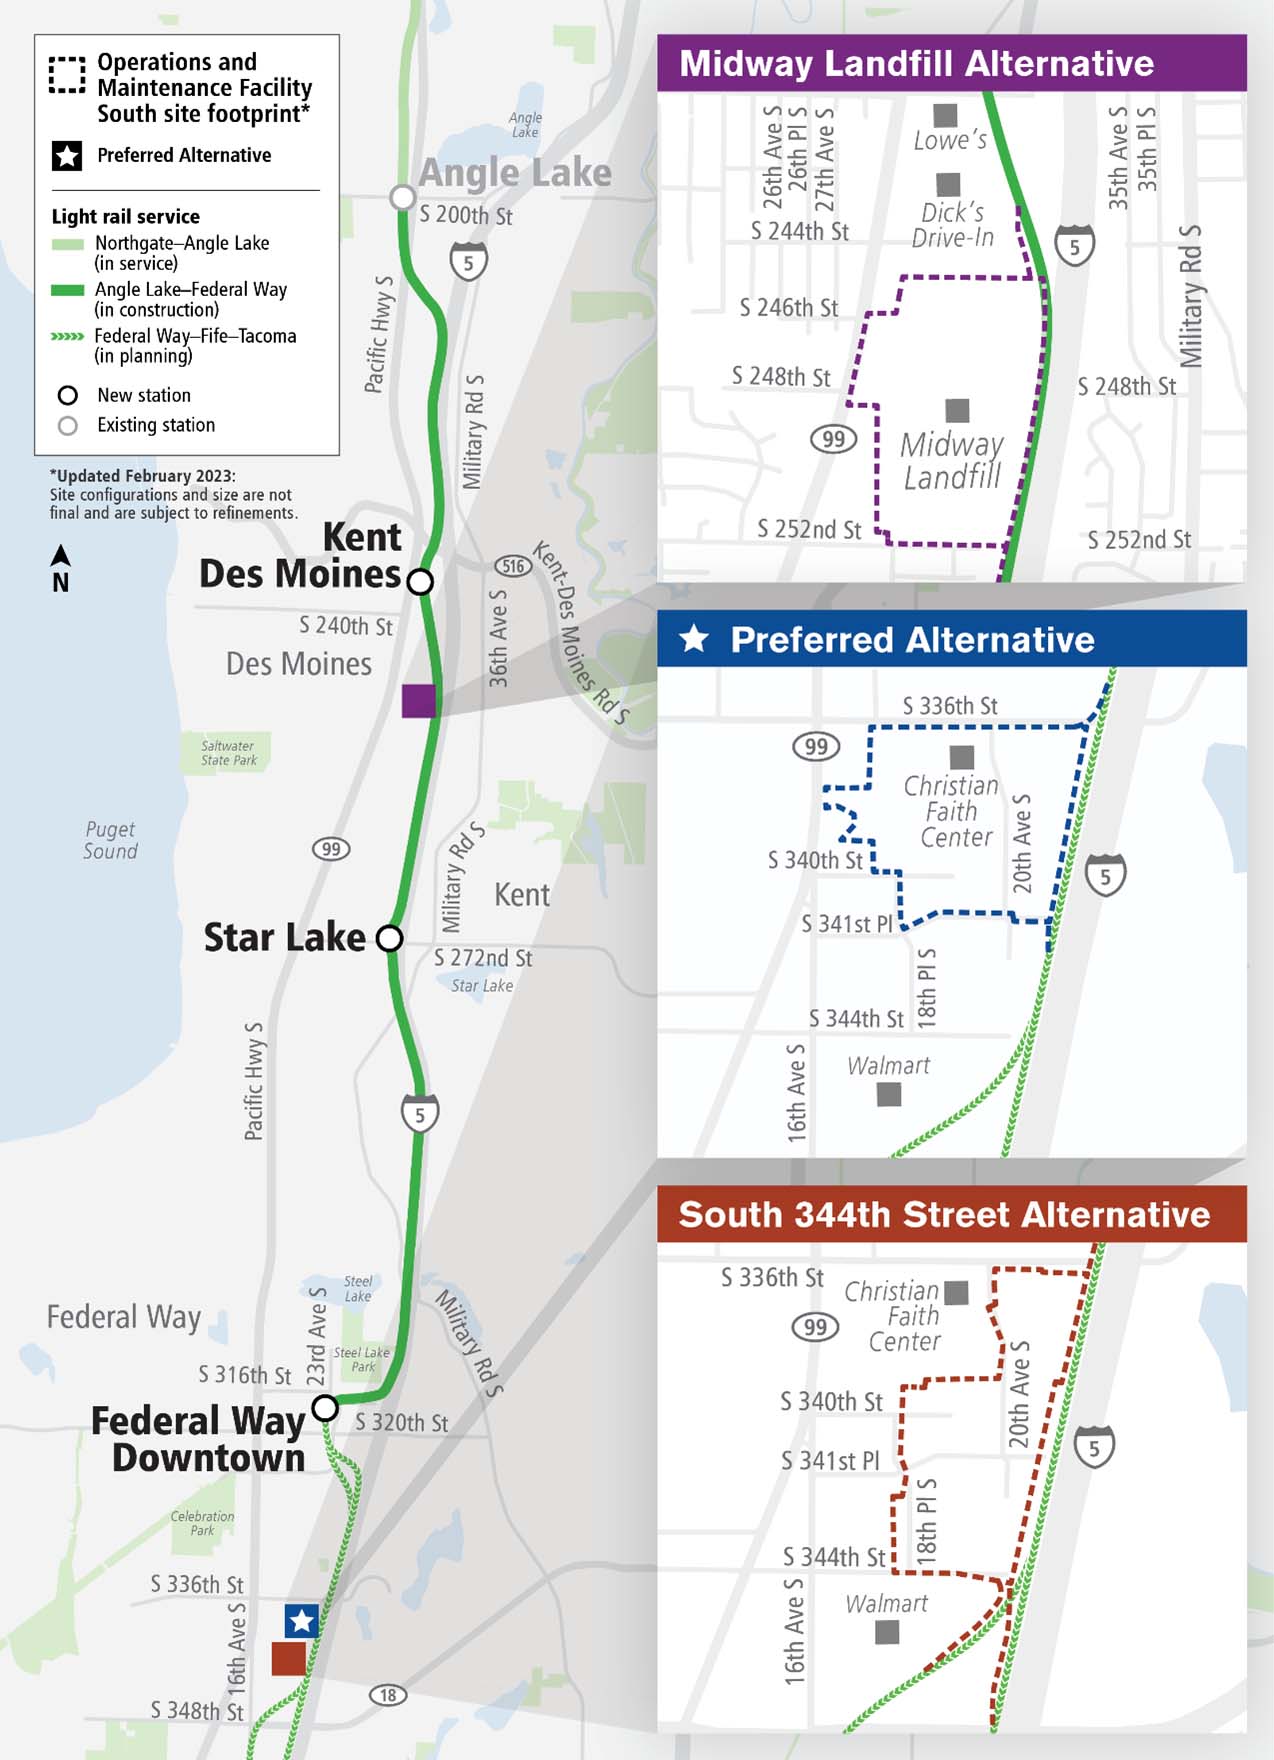 Operations and
Maintenance Facility
South site footprint*
Preferred Alternative
Light rail service
Northgate–Angle Lake
(in service)
Angle Lake–Federal Way
(in construction)
Federal Way–Fife–Tacoma
(in planning)
New station
Existing station
*Updated February 2023:
Site configurations and size are not
final and are subject to refinements.
N
Angle
Lake
Angle Lake
S 200th St
5
Pacific Hwy S
Military Rd S
Kent
Des Moines
516
Kent-Des Moines Rd S
36th Ave S
S 240th St
Des Moines
Saltwater
State Park
Puget
Sound
99
Military Rd S
Kent
Star Lake
S 272nd St
Star Lake
Pacific Hwy S
5
Steel
Lake
Federal Way
23rd Ave S
Military Rd S
Steel Lake
Park
S 316th St
Federal Way
Downtown
S 320th St
Celebration
Park
S 336th St
16th Ave S
18
S 348th St
Midway Landfill Alternative
26th Ave S
26th Pl S
27th Ave S
Lowe's
35th Ave S
35th Pl S
Dick's
Drive-In
S 244th St
5
Military Rd S
S 246th St
S 248th St
S 248th St
99
Midway
Landfill
S 252nd St
S 252nd St
Preferred Alternative
S 336th St
99
Christian
Faith
Center
20th Ave S
S 340th St
5
S 341st Pl
18th Pl S
S 344th St
16th Ave S
Walmart
South 344th Street Alternative
S 336th St
Christian
Faith
Center
99
20th Ave S
S 340th St
5
S 341st Pl
18th Pl S
S 344th St
16th Ave S
Walmart